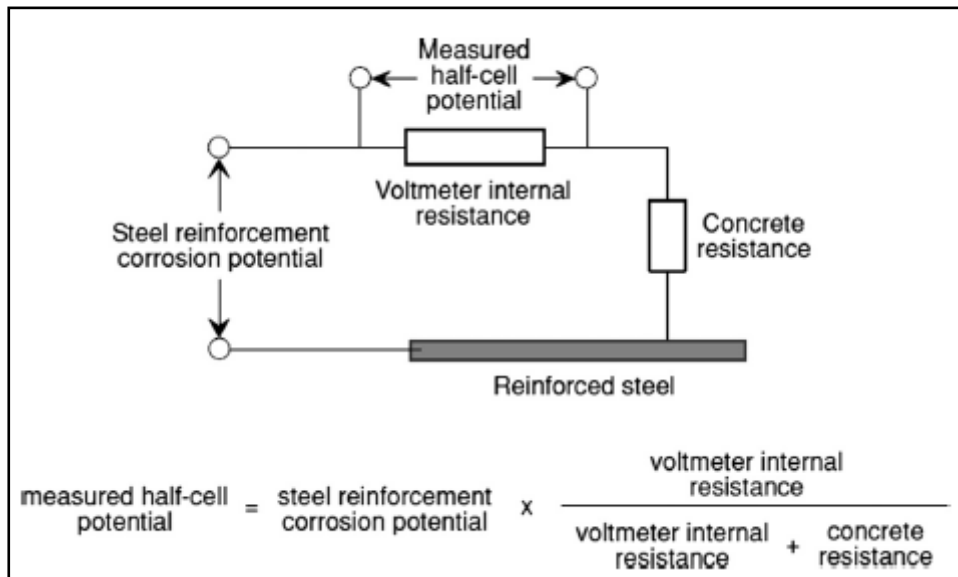 Measured
half-cell
potential
Voltmeter internal
resistance
Steel reinforcement
corrosion potential
Concrete
resistance
Reinforced steel
measured half-cell
potential
=
steel reinforcement
corrosion potential
x
voltmeter internal
resistance
voltmeter internal
resistance
+
concrete
resistance